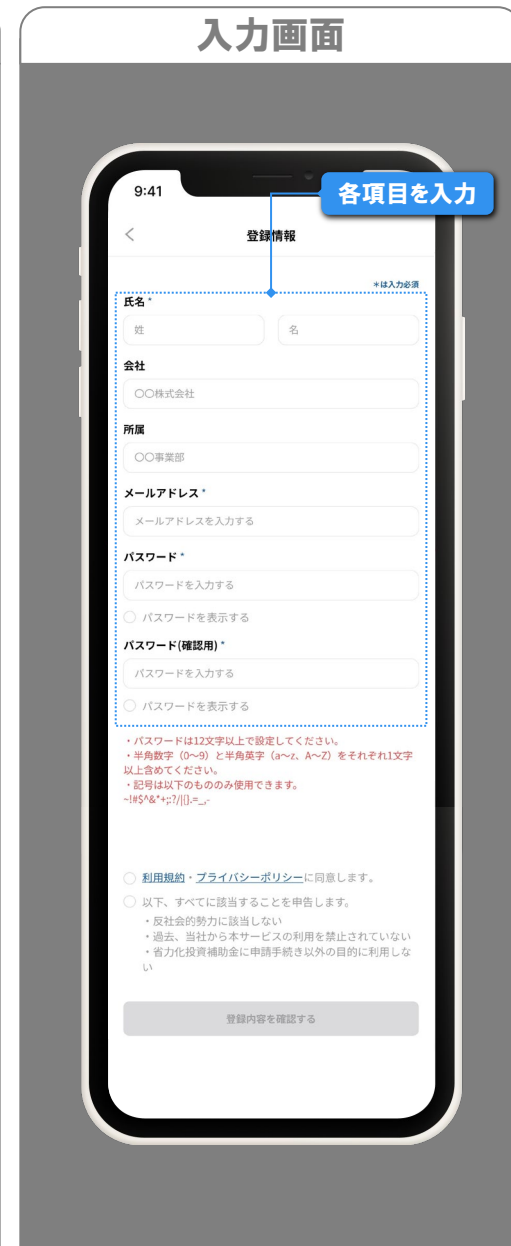 入力画面
9:41
各項目を入力
登録情報
*は入力必須
氏名 *
姓 名
会社
〇〇株式会社
所属
〇〇事業部
メールアドレス *
メールアドレスを入力する
パスワード *
パスワードを入力する
パスワードを表示する
パスワード(確認用) *
パスワードを入力する
パスワードを表示する
・パスワードは12文字以上で設定してください。
・半角数字（0〜9）と半角英字（a〜z、A〜Z）をそれぞれ1文字
以上含めてください。
・記号は以下のもののみ使用できます。
~!#$^&*+;:?/|{}.=_,-
利用規約・プライバシーポリシーに同意します。
以下、すべてに該当することを申告します。
・反社会的勢力に該当しない
・過去、当社から本サービスの利用を禁止されていない
・省力化投資補助金に申請手続き以外の目的に利用しな
い
登録内容を確認する